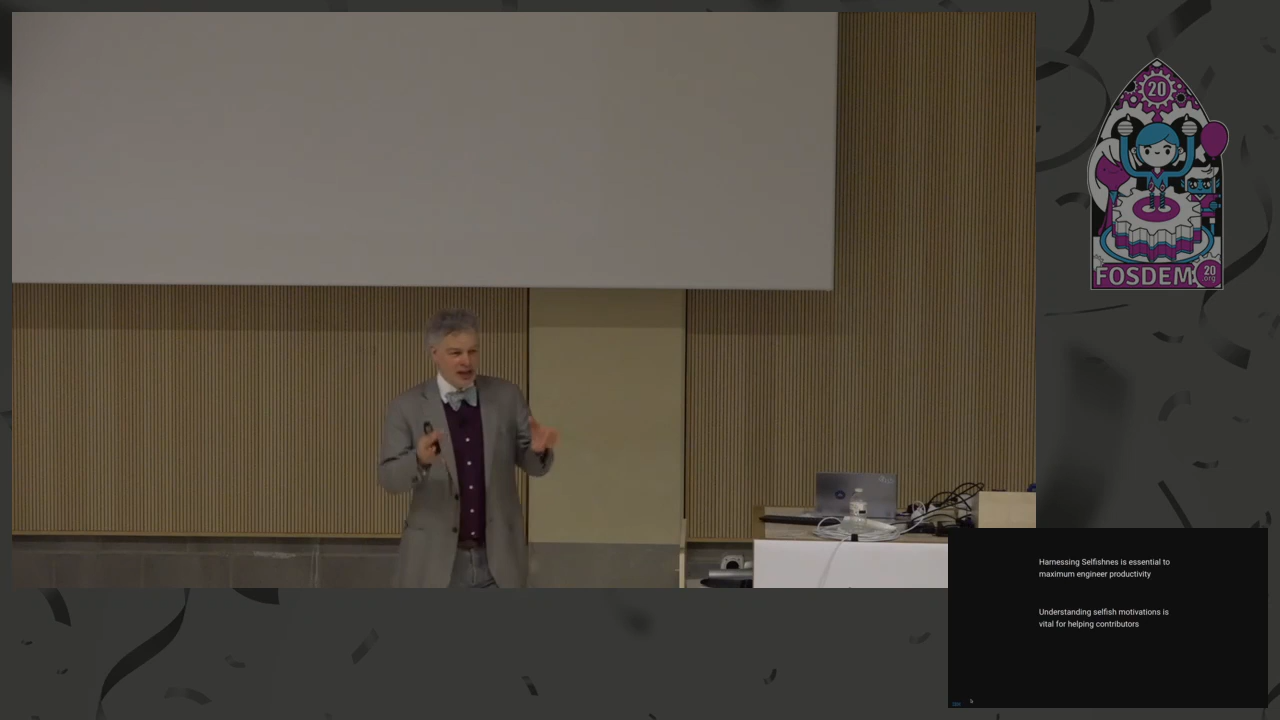 20
FOSDEM
20
org
Harnessing Selfishnes is essential to
maximum engineer productivity
Understanding selfish motivations is
vital for helping contributors